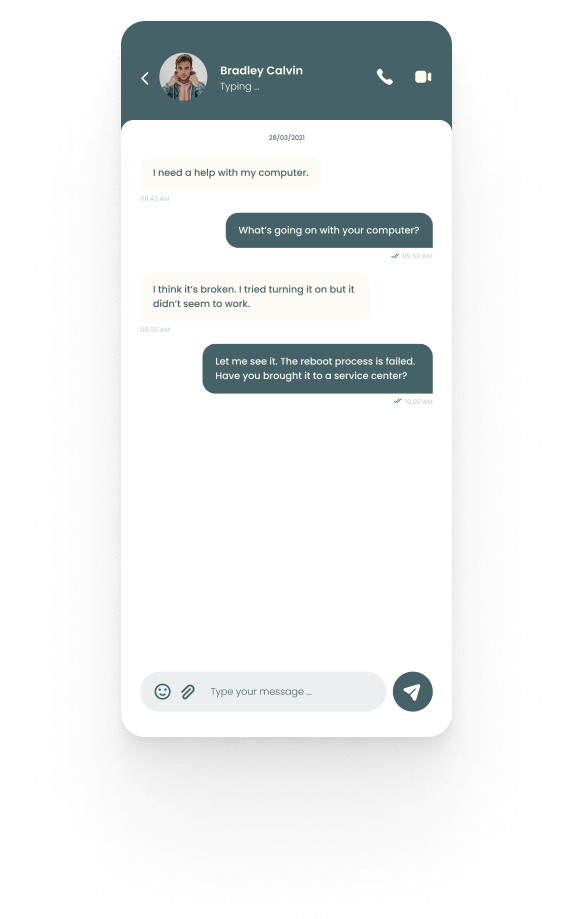 Bradley Calvin
Typing ...
28/03/2021
I need a help with my computer.
09.43 AM
What's going on with your computer?
09.50 AM
I think it's broken. I tried turning it on but it
didn't seem to work.
09.55 AM
Let me see it. The reboot process is failed.
Have you brought it to a service center?
10.00 AM
Type your message ...